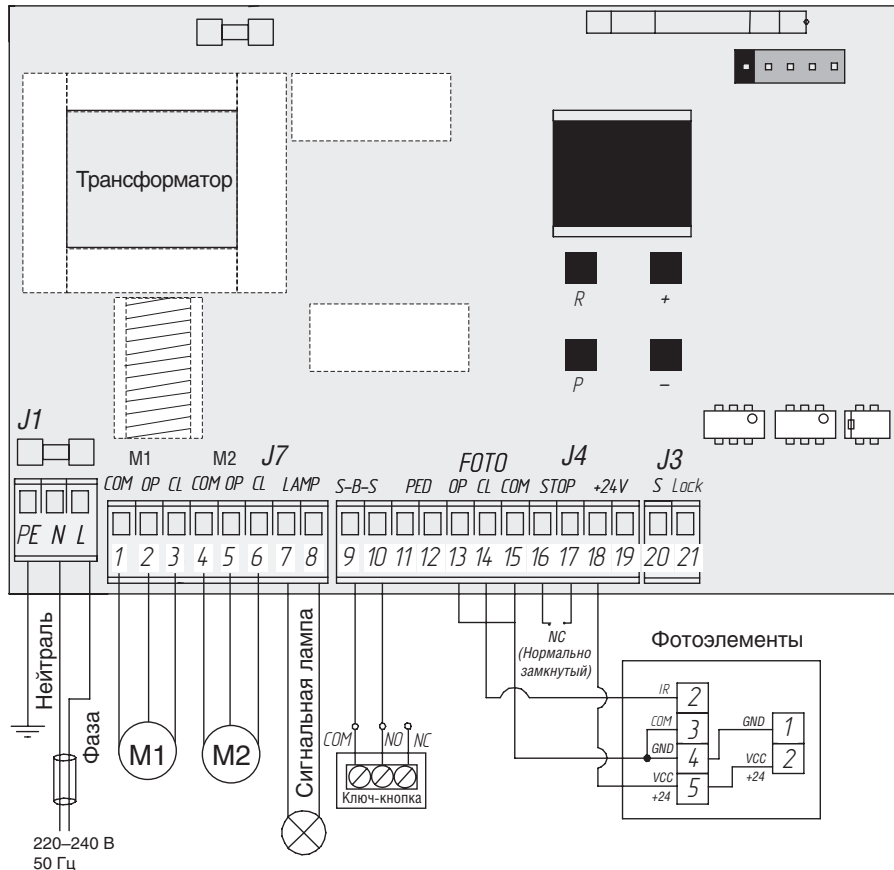 Трансформатор
R +
P −
J1
M1 M2 J7 FOTO J4 J3
COM OP CL COM OP CL LAMP S-B-S PED OP CL COM STOP +24V S Lock
PE N L 1 2 3 4 5 6 7 8 9 10 11 12 13 14 15 16 17 18 19 20 21
Нейтраль
Фаза
220–240 В
50 Гц
M1
M2
Сигнальная лампа
COM NO NC
Ключ-кнопка
NC
(Нормально
замкнутый)
Фотоэлементы
IR 2
COM 3 GND 1
GND 4 VCC 2
VCC 5 +24
+24